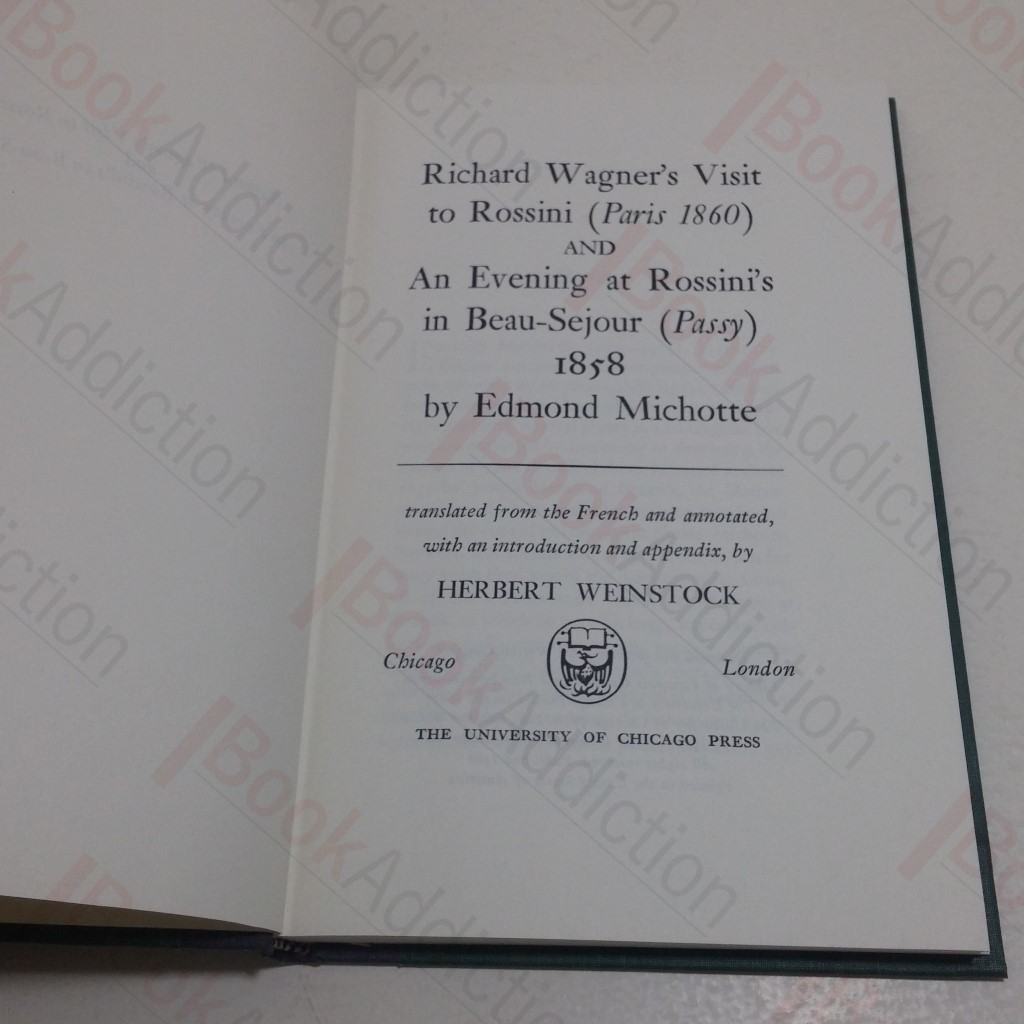 Richard Wagner's Visit
to Rossini (Paris 1860)
AND
An Evening at Rossini's
in Beau-Sejour (Passy)
1858
by Edmond Michotte
translated from the French and annotated,
with an introduction and appendix, by
HERBERT WEINSTOCK
Chicago London
THE UNIVERSITY OF CHICAGO PRESS
BookAddiction